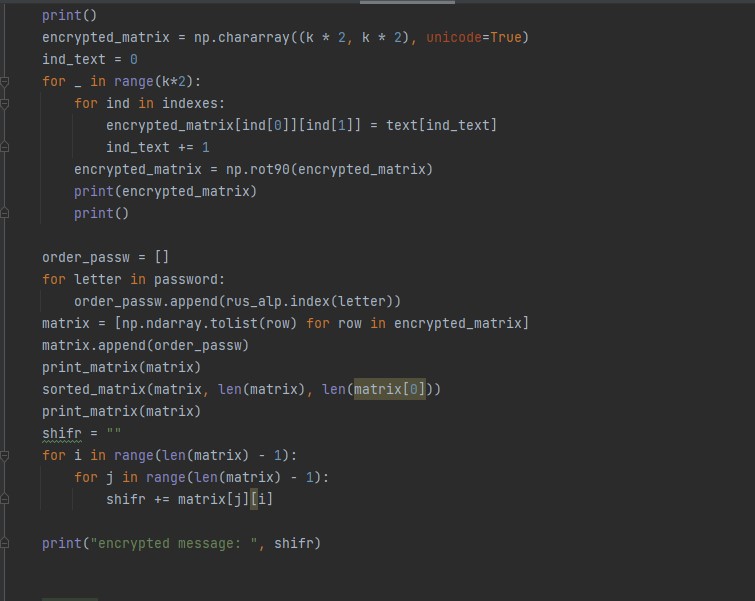 print()
encrypted_matrix = np.chararray((k * 2, k * 2), unicode=True)
ind_text = 0
for _ in range(k*2):
    for ind in indexes:
        encrypted_matrix[ind[0]][ind[1]] = text[ind_text]
        ind_text += 1
    encrypted_matrix = np.rot90(encrypted_matrix)
    print(encrypted_matrix)
    print()

order_passw = []
for letter in password:
    order_passw.append(rus_alp.index(letter))
matrix = [np.ndarray.tolist(row) for row in encrypted_matrix]
matrix.append(order_passw)
print_matrix(matrix)
sorted_matrix(matrix, len(matrix), len(matrix[0]))
print_matrix(matrix)
shifr = ""
for i in range(len(matrix) - 1):
    for j in range(len(matrix) - 1):
        shifr += matrix[j][i]

print("encrypted message: ", shifr)